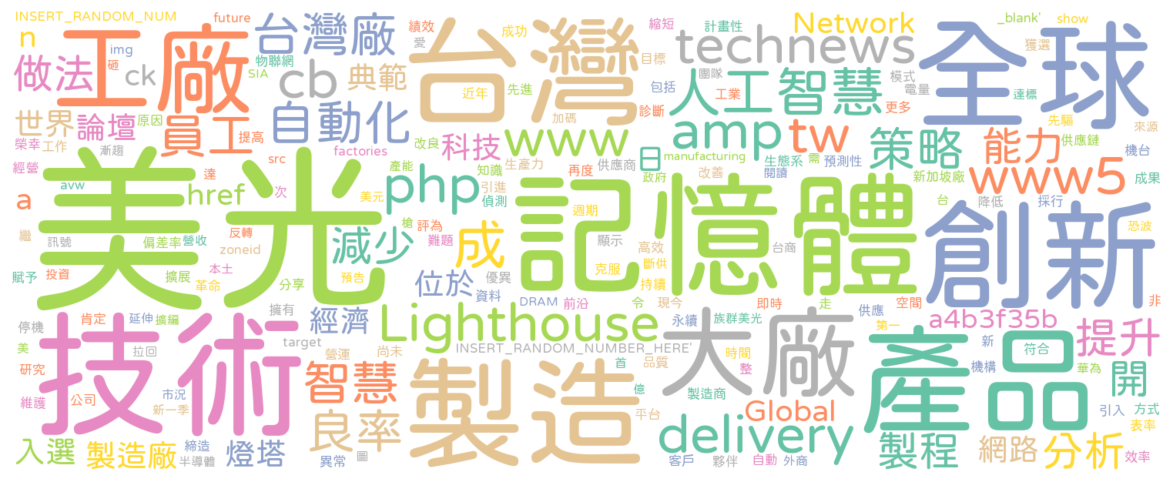 INSERT_RANDOM_NUM
future
台灣廠
績效
成功
縮短
計畫性
Network
_blank'
show
n
工廠
img
砸
物聯網
愛
台灣
目標
technews
全球
獲選
做法
ck
SIA
cb
典範
近年
先進
團隊
人工智慧
模式
電量
達標
包括
工業
更多
世界
論壇
原因
員工
提高
自動化
加碼
診斷
amp
tw
策略
能力
先驅
來源
榮幸
工作
漸趨
factories
改良
科技
www
日
manufacturing
生態系
需
預測性
供應鏈
機台
經營
達
src
產能
知識
生產力
再度
供應商
政府
改善
閱讀
新加坡廠
www5
成果
a
avw
美光
href
次
美元
php
引進
偵測
記憶體
台
降低
採行
創新
繼
訊號
偏差率
營收
反轉
zoneid
減少
槍
評為
難題
成
週期
顯示
高效
斷供
台商
恐波
賦予
投資
擴展
革命
本土
分享
預告
位於
資料
優異
克服
持續
現今
即時
走
空間
非
停機
肯定
延伸
擴編
擁有
經濟
Lighthouse
DRAM
前沿
令
永續
族群美光
供應
第一
a4b3f35b
提升
美
技術
拉回
target
營運
尚未
INSERT_RANDOM_NUMBER_HERE'
首
品質
大廠
時間
整
產品
新
符合
機構
華為
開
研究
維護
公司
市況
新一季
智慧
製造
億
平台
製造商
Global
引入
方式
表率
入選
製造廠
締造
半導體
燈塔
良率
異常
圖
delivery
客戶
夥伴
自動
外商
製程
網路
分析
效率